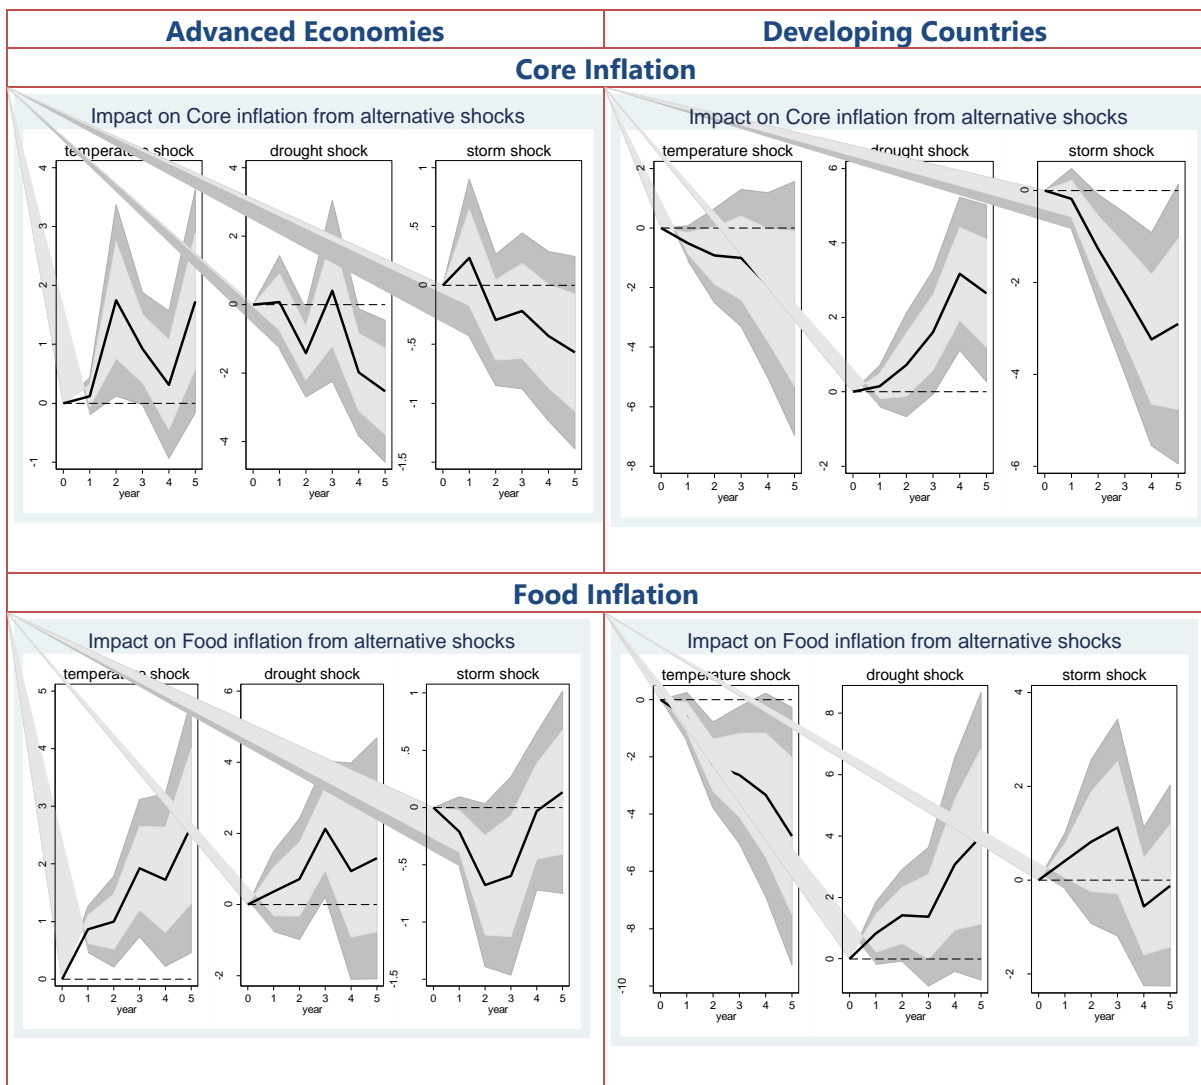 Advanced Economies
Developing Countries
Core Inflation
Impact on Core inflation from alternative shocks
temperature shock
drought shock
storm shock
4
3
2
1
0
-1
0 1 2 3 4 5
year
4
2
0
-2
-4
0 1 2 3 4 5
year
1
.5
0
-.5
-1
-1.5
0 1 2 3 4 5
year
Impact on Core inflation from alternative shocks
temperature shock
drought shock
storm shock
2
0
-2
-4
-6
-8
0 1 2 3 4 5
year
6
4
2
0
-2
0 1 2 3 4 5
year
0
-2
-4
-6
0 1 2 3 4 5
year
Food Inflation
Impact on Food inflation from alternative shocks
temperature shock
drought shock
storm shock
5
4
3
2
1
0
0 1 2 3 4 5
year
6
4
2
0
-2
0 1 2 3 4 5
year
1
.5
0
-.5
-1
-1.5
0 1 2 3 4 5
year
Impact on Food inflation from alternative shocks
temperature shock
drought shock
storm shock
0
-2
-4
-6
-8
-10
0 1 2 3 4 5
year
8
6
4
2
0
0 1 2 3 4 5
year
4
2
0
-2
0 1 2 3 4 5
year